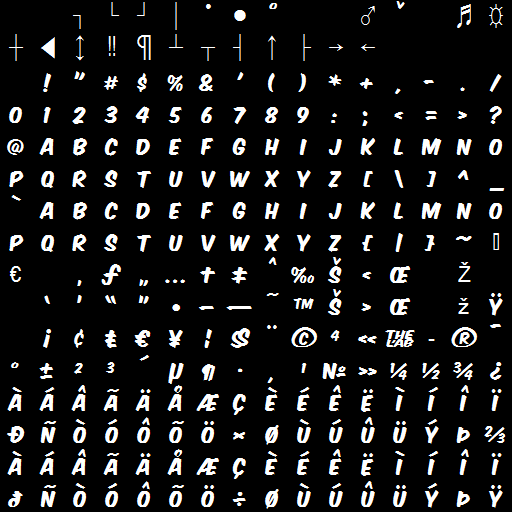 ┐ └ ┘ │ ˙ ● ° ♂ ˇ ♬ ☼
┼ ◀ ↕ ‼ ¶ ┴ ┬ ┤ ↑ ├ → ←
! " # $ % & ' ( ) * + , - . /
0 1 2 3 4 5 6 7 8 9 : ; < = > ?
@ A B C D E F G H I J K L M N O
P Q R S T U V W X Y Z [ \ ] ^ _
` A B C D E F G H I J K L M N O
P Q R S T U V W X Y Z { | } ~ ▯
€ , ƒ „ … † ‡ ˆ ‰ Š < Œ Ž
‘ ’ “ ” • – — ˜ ™ Š > Œ ž Ÿ
¡ ¢ £ € ¥ ! § ¨ © 4 << THE LAB - ® ¯
° ± ² ³ ´ µ ¶ · ¸ ' № >> ¼ ½ ¾ ¿
À Á Â Ã Ä Å Æ Ç È É Ê Ë Ì Í Î Ï
Ð Ñ Ò Ó Ô Õ Ö × Ø Ù Ú Û Ü Ý Þ ⅔
À Á Â Ã Ä Å Æ Ç È É Ê Ë Ì Í Î Ï
ð Ñ Ò Ó Ô Õ Ö ÷ Ø Ù Ú Û Ü Ý Þ Ÿ